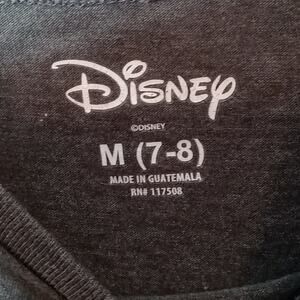 Disney
©DISNEY
M (7-8)
MADE IN GUATEMALA
RN# 117508